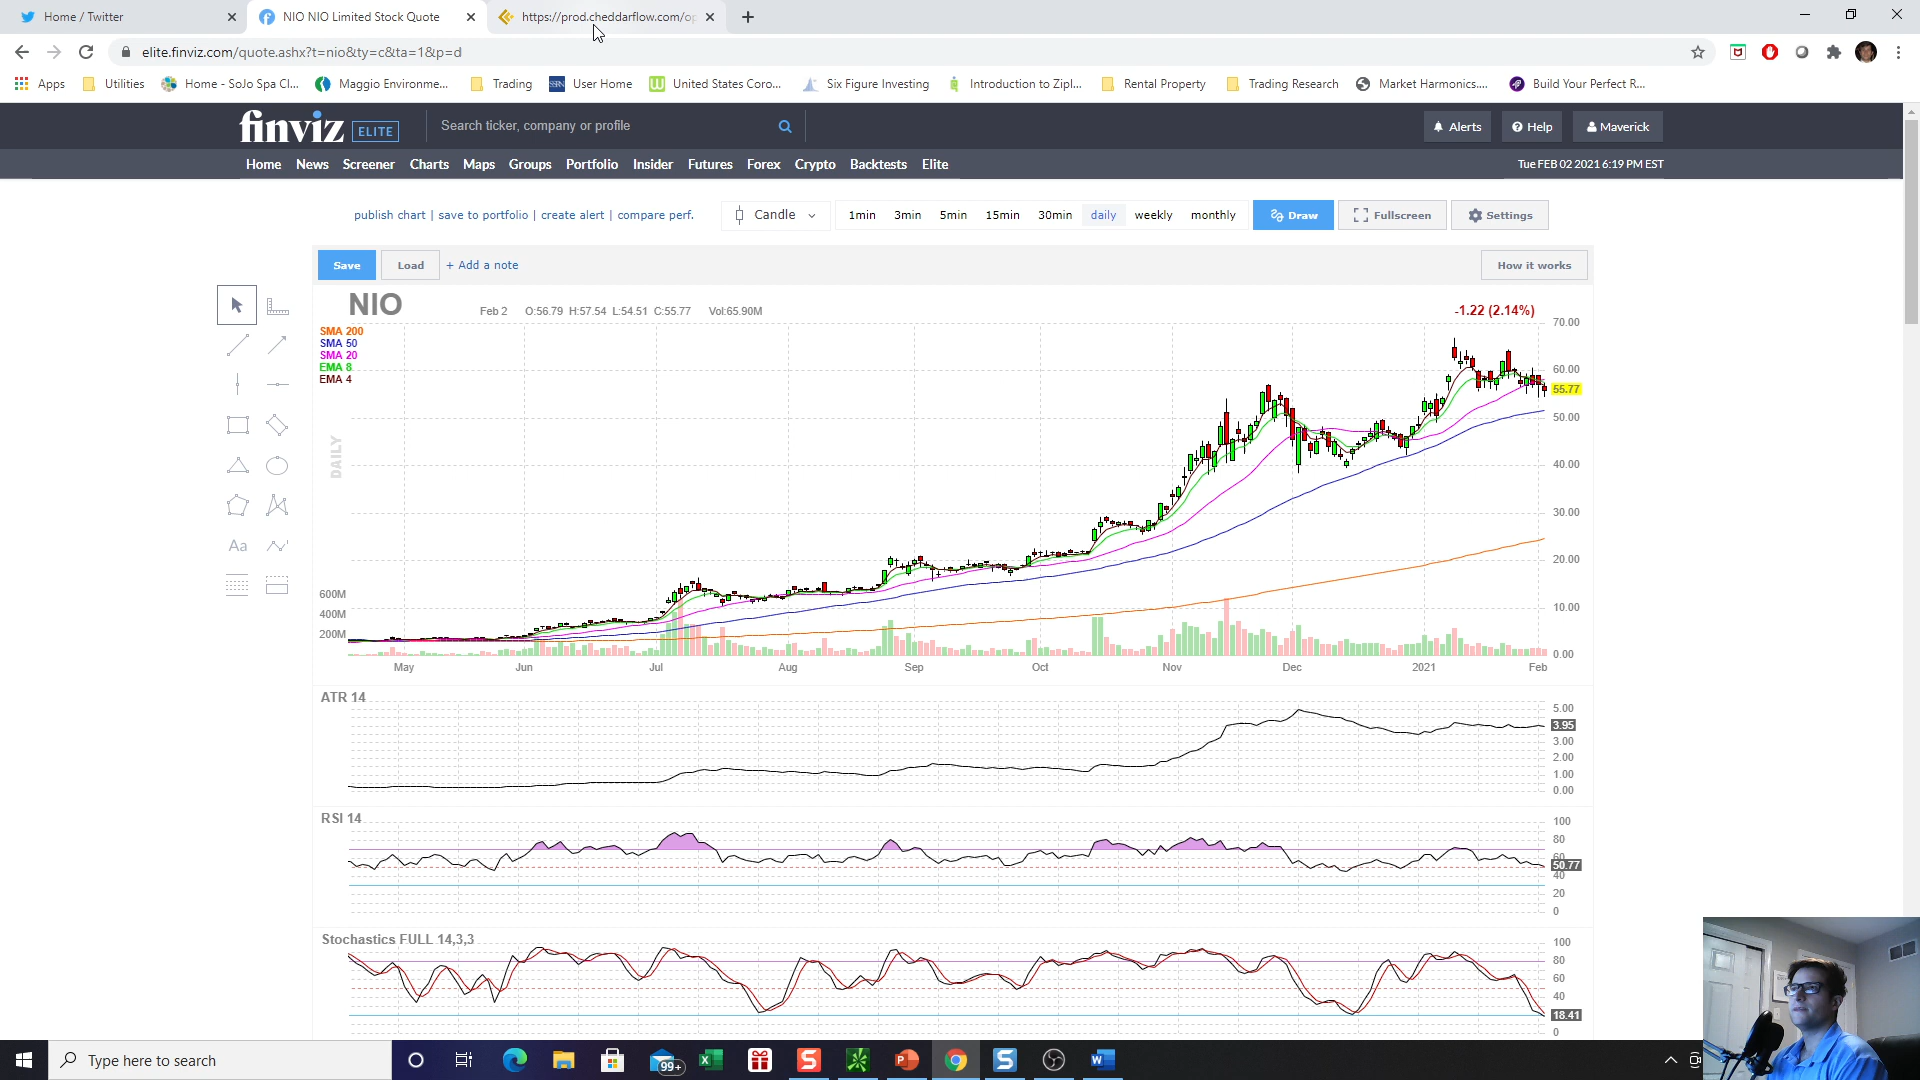 Home / Twitter
NIO NIO Limited Stock Quote
https://prod.cheddarflow.com/op
elite.finviz.com/quote.ashx?t=nio&ty=c&ta=1&p=d
Apps
Utilities
Home - SoJo Spa Cl...
Maggio Environme...
Trading
User Home
United States Coro...
Six Figure Investing
Introduction to Zipl...
Rental Property
Trading Research
Market Harmonics....
Build Your Perfect R...
finviz ELITE
Search ticker, company or profile
Alerts
Help
Maverick
Home News Screener Charts Maps Groups Portfolio Insider Futures Forex Crypto Backtests Elite
Tue FEB 02 2021 6:19 PM EST
publish chart | save to portfolio | create alert | compare perf.
Candle
1min 3min 5min 15min 30min daily weekly monthly
Draw
Fullscreen
Settings
Save
Load
+ Add a note
How it works
NIO
Feb 2 O:56.79 H:57.54 L:54.51 C:55.77 Vol:65.90M
-1.22 (2.14%)
SMA 200
SMA 50
SMA 20
EMA 8
EMA 4
DAILY
70.00
60.00
55.77
50.00
40.00
30.00
20.00
10.00
0.00
600M
400M
200M
Aa
May Jun Jul Aug Sep Oct Nov Dec 2021 Feb
ATR 14
5.00
3.95
3.00
2.00
1.00
0.00
RSI 14
100
80
60
50.77
40
20
0
Stochastics FULL 14,3,3
100
80
60
40
18.41
0
Type here to search
99+